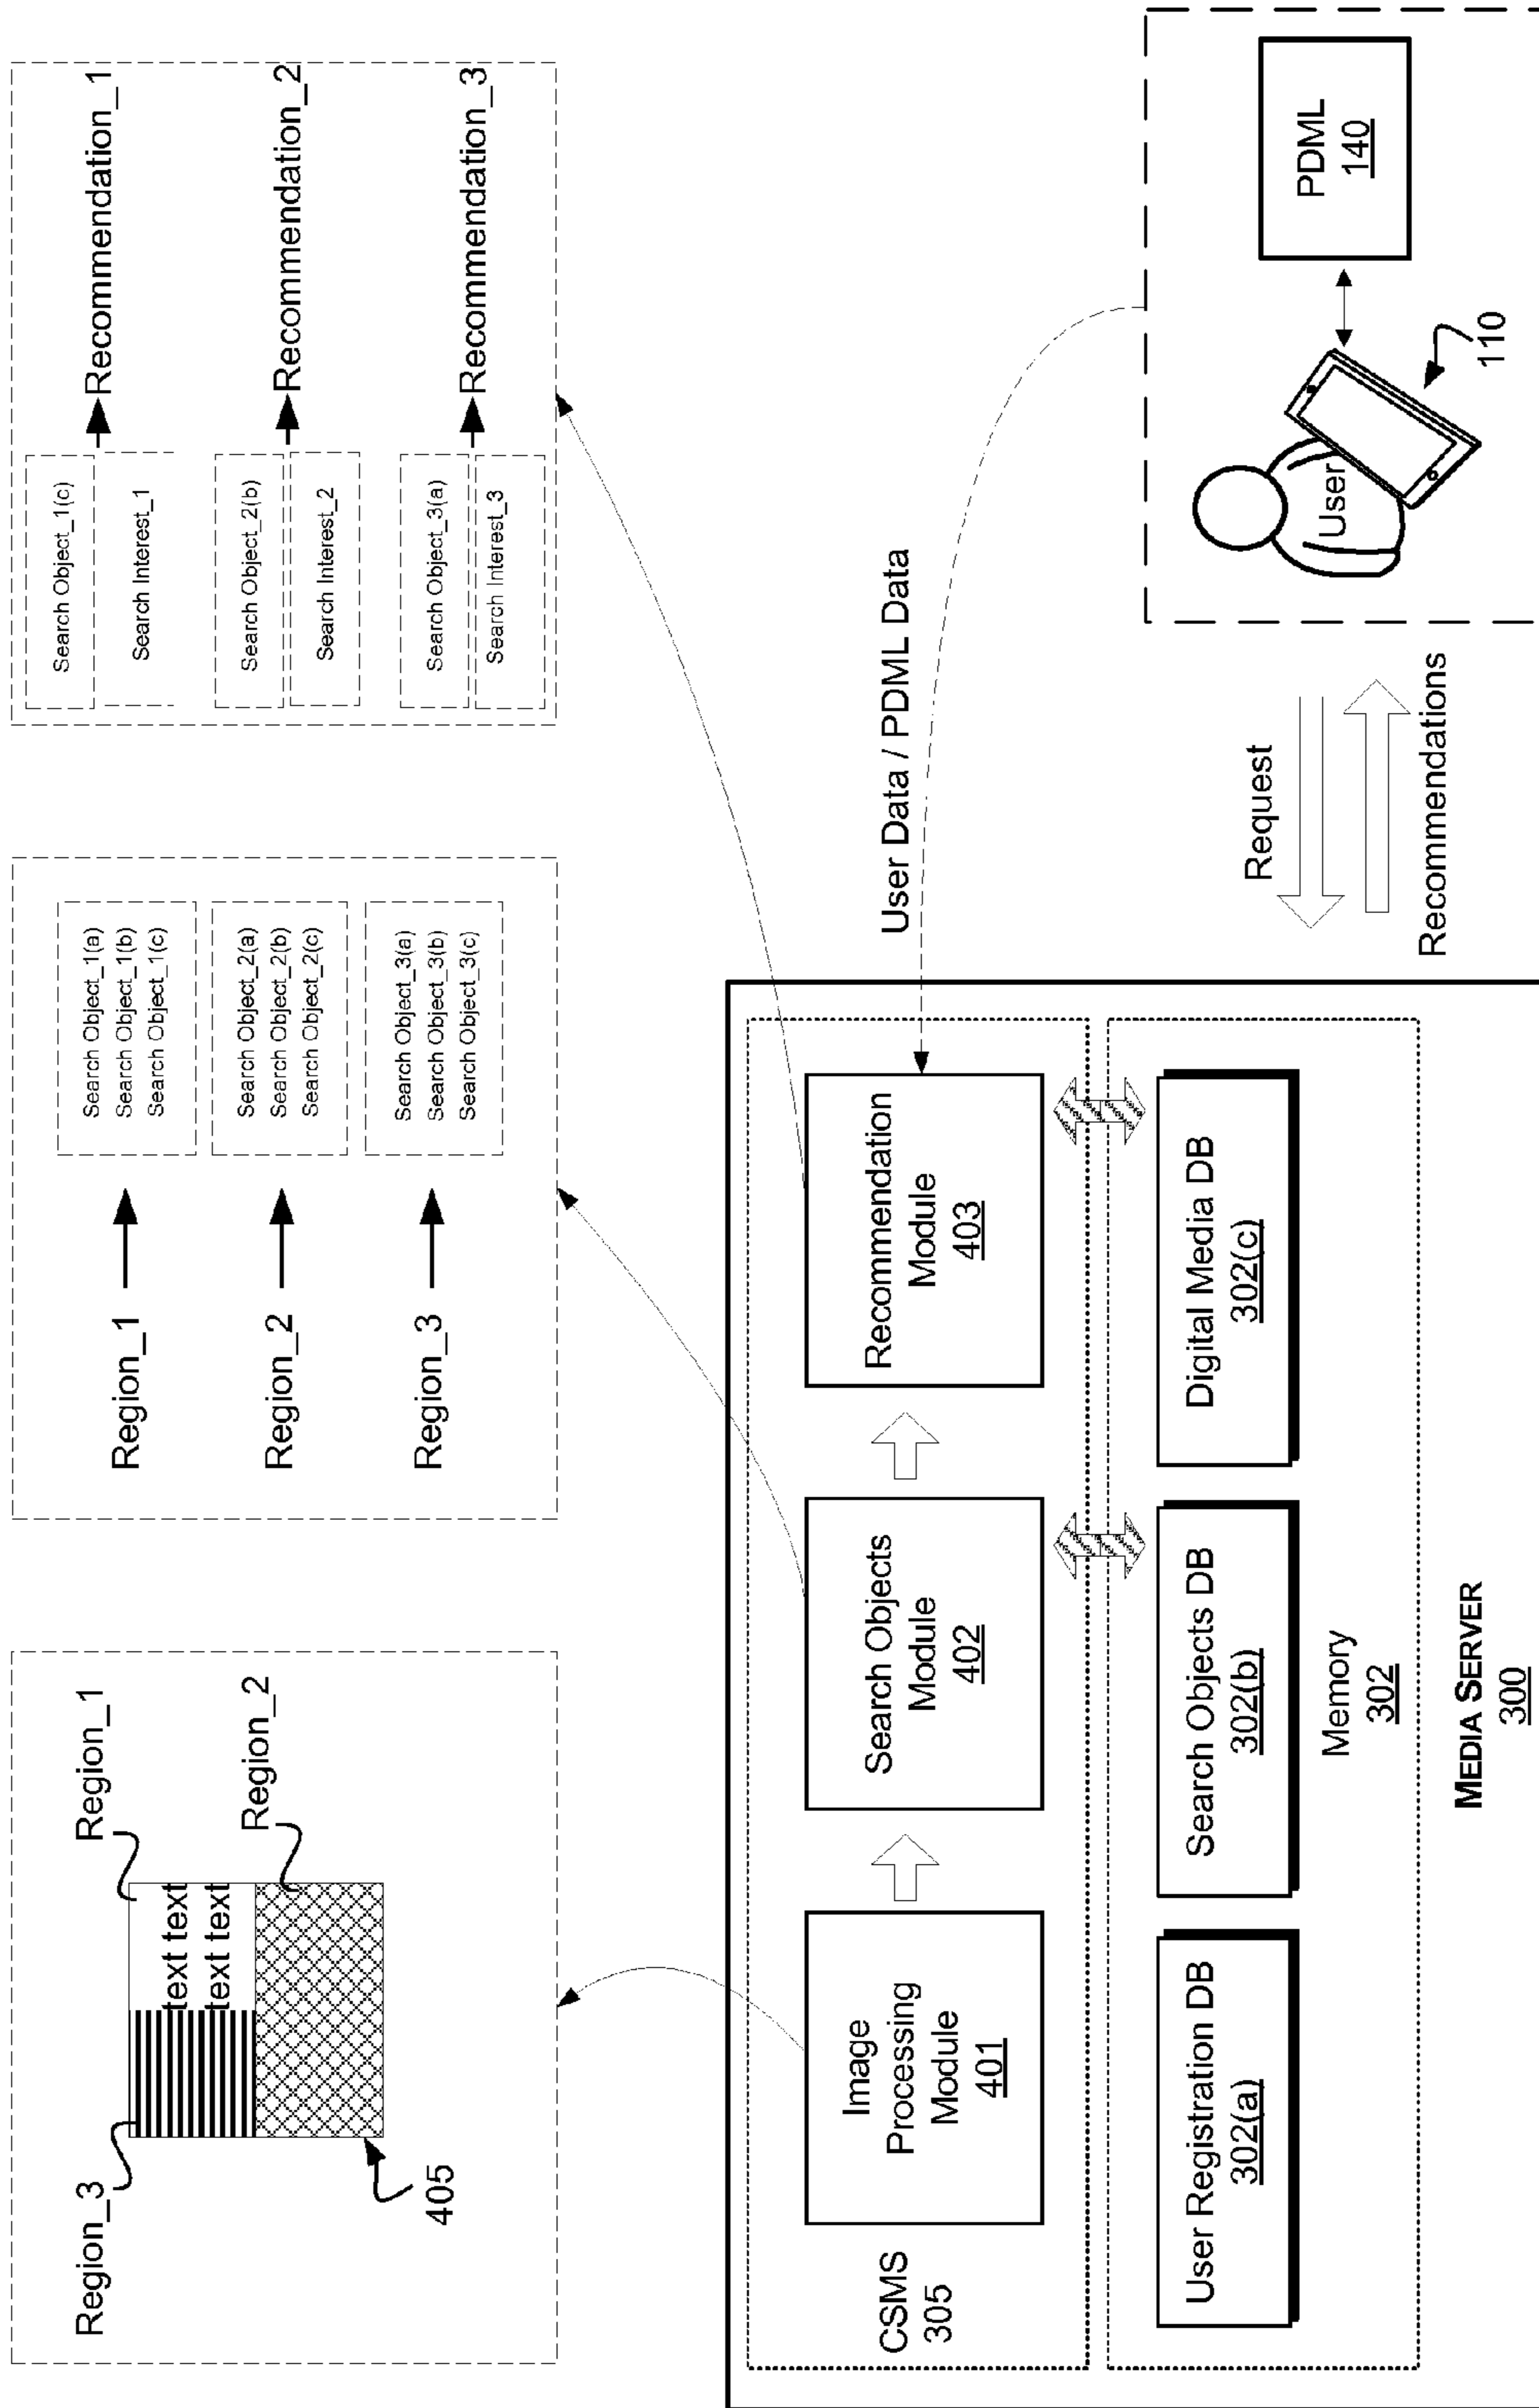 Region_3
Region_1
Region_2
text text
text text
405
Region_1
Search Object_1(a)
Search Object_1(b)
Search Object_1(c)
Region_2
Search Object_2(a)
Search Object_2(b)
Search Object_2(c)
Region_3
Search Object_3(a)
Search Object_3(b)
Search Object_3(c)
Search Object_1(c)
Search Interest_1
Recommendation_1
Search Object_2(b)
Search Interest_2
Recommendation_2
Search Object_3(a)
Search Interest_3
Recommendation_3
CSMS
305
Image
Processing
Module
401
Search Objects
Module
402
Recommendation
Module
403
User Data / PDML Data
User Registration DB
302(a)
Search Objects DB
302(b)
Digital Media DB
302(c)
Memory
302
MEDIA SERVER
300
Request
Recommendations
User
110
PDML
140